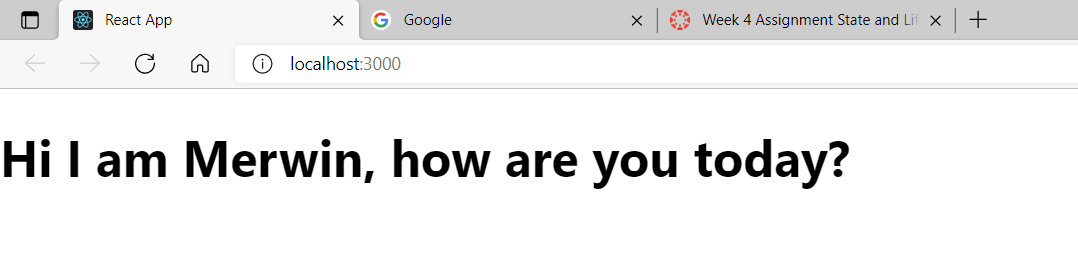 React App
Google
Week 4 Assignment State and Lif
localhost:3000
Hi I am Merwin, how are you today?